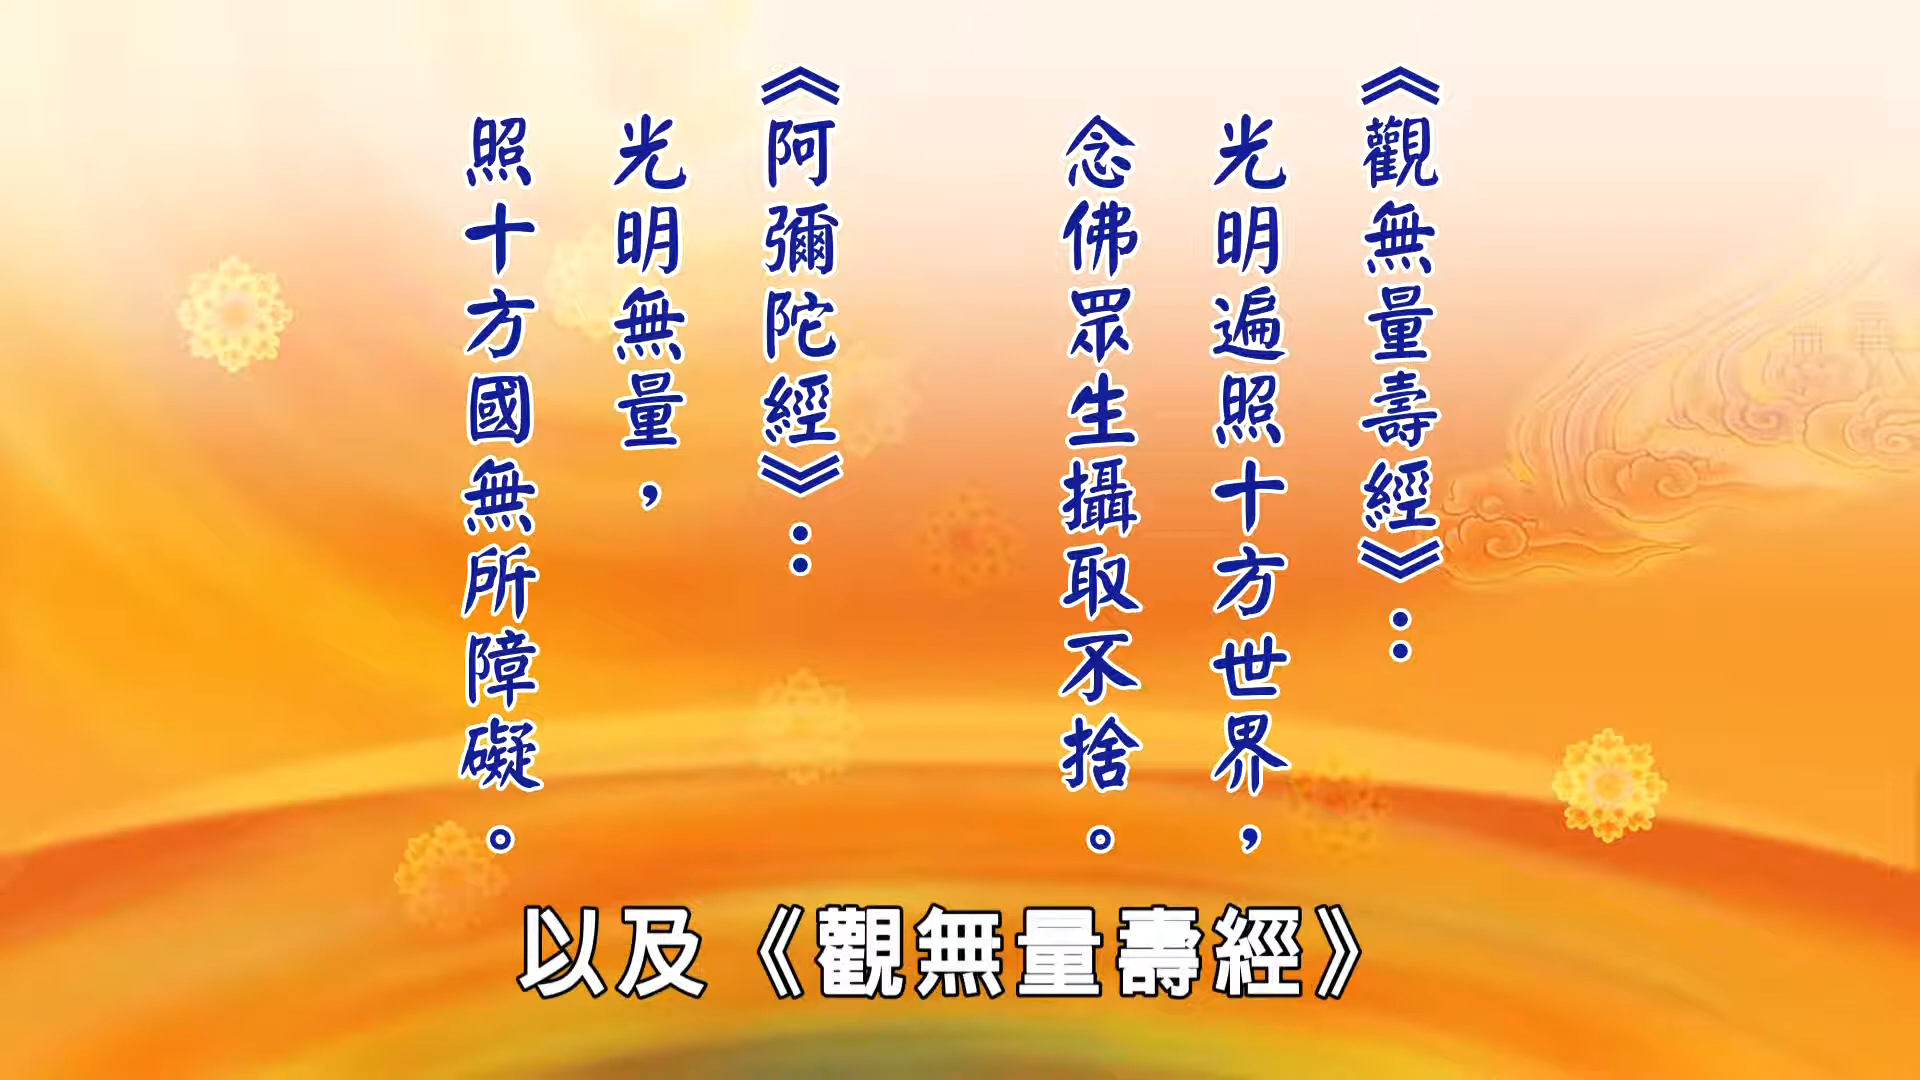 《觀無量壽經》：
光明遍照十方世界，
念佛眾生攝取不捨。
《阿彌陀經》：
光明無量，
照十方國無所障礙。
以及《觀無量壽經》